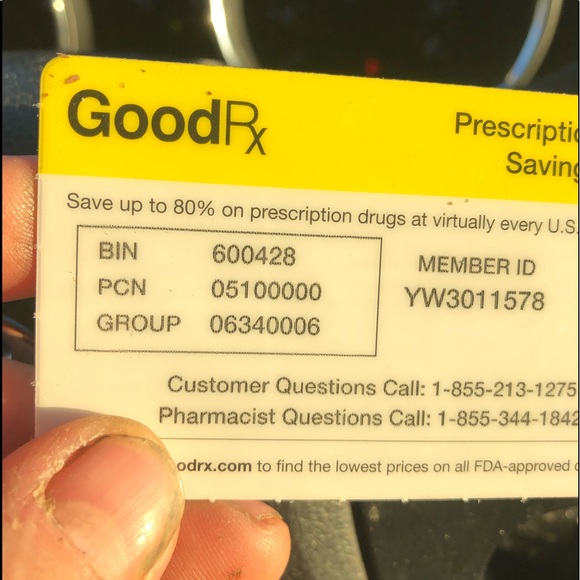 GoodRx
Prescriptio
Saving
Save up to 80% on prescription drugs at virtually every U.S.
BIN 600428
PCN 05100000
GROUP 06340006
MEMBER ID
YW3011578
Customer Questions Call: 1-855-213-1275
Pharmacist Questions Call: 1-855-344-1842
odrx.com to find the lowest prices on all FDA-approved